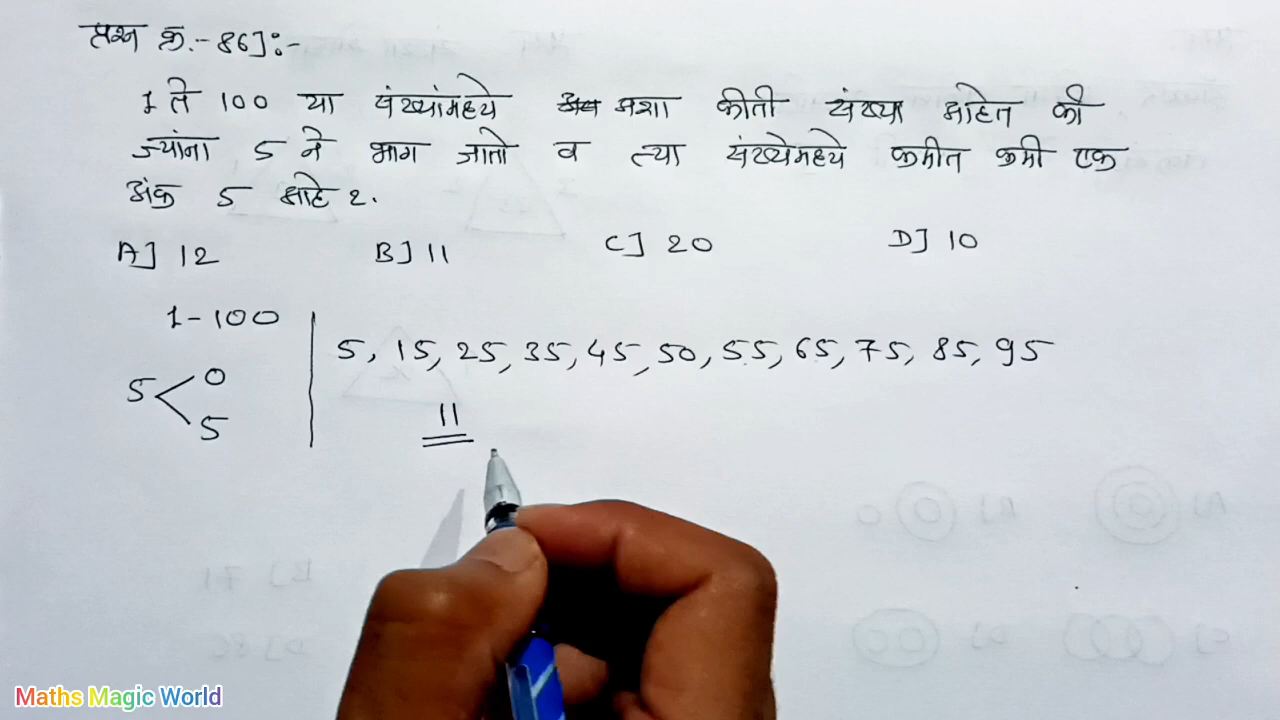 प्रश्न क्र.-86]:-
1 ते 100 या संख्यांमध्ये अशा कीती संख्या आहेत की
ज्यांना 5 ने भाग जातो व त्या संख्येमध्ये कमीत कमी एक
अंक 5 आहे?.
A] 12 B] 11 C] 20 D] 10
1-100
5, 15, 25, 35, 45, 50, 55, 65, 75, 85, 95
5 < 0
5
11
Maths Magic World